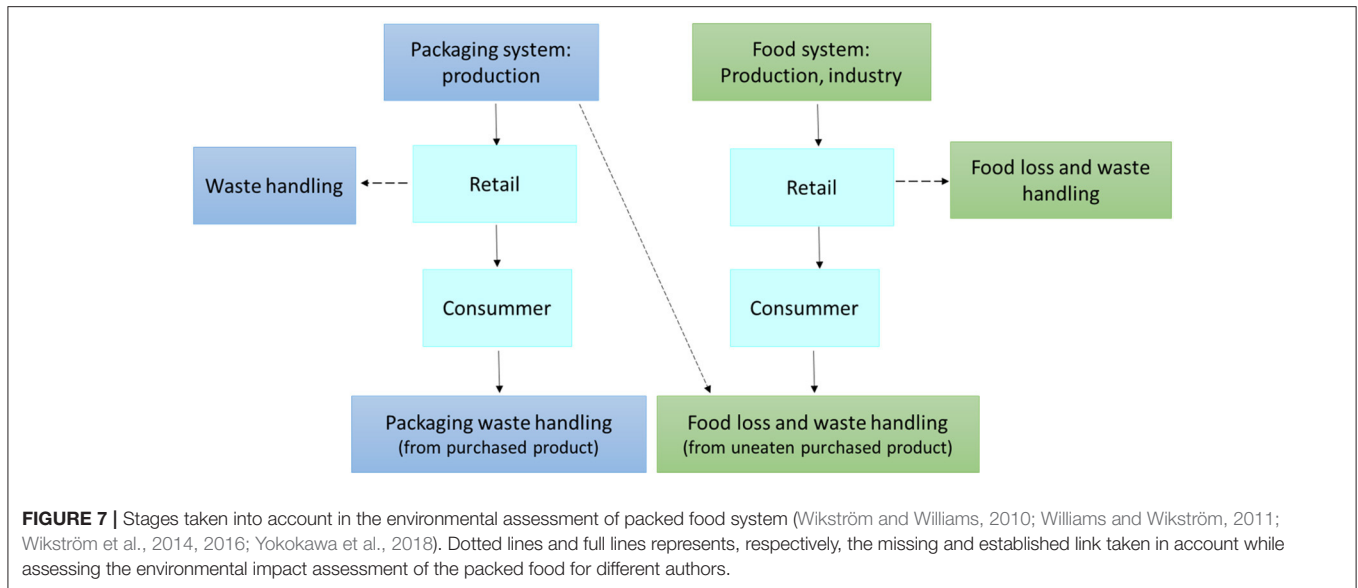 Packaging system:
production
Food system:
Production, industry
Waste handling
Retail
Retail
Food loss and waste
handling
Consummer
Consummer
Packaging waste handling
(from purchased product)
Food loss and waste handling
(from uneaten purchased product)
FIGURE 7 | Stages taken into account in the environmental assessment of packed food system (Wikström and Williams, 2010; Williams and Wikström, 2011;
Wikström et al., 2014, 2016; Yokokawa et al., 2018). Dotted lines and full lines represents, respectively, the missing and established link taken in account while
assessing the environmental impact assessment of the packed food for different authors.